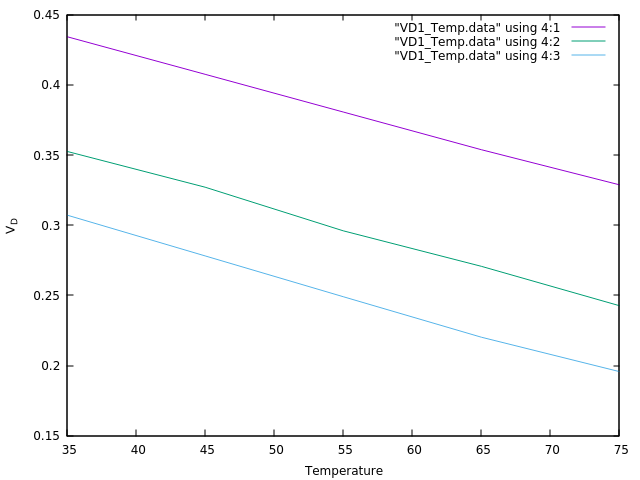 0.45
0.4
0.35
0.3
0.25
0.2
0.15
"VD1_Temp.data" using 4:1
"VD1_Temp.data" using 4:2
"VD1_Temp.data" using 4:3
VD
35 40 45 50 55 60 65 70 75
Temperature